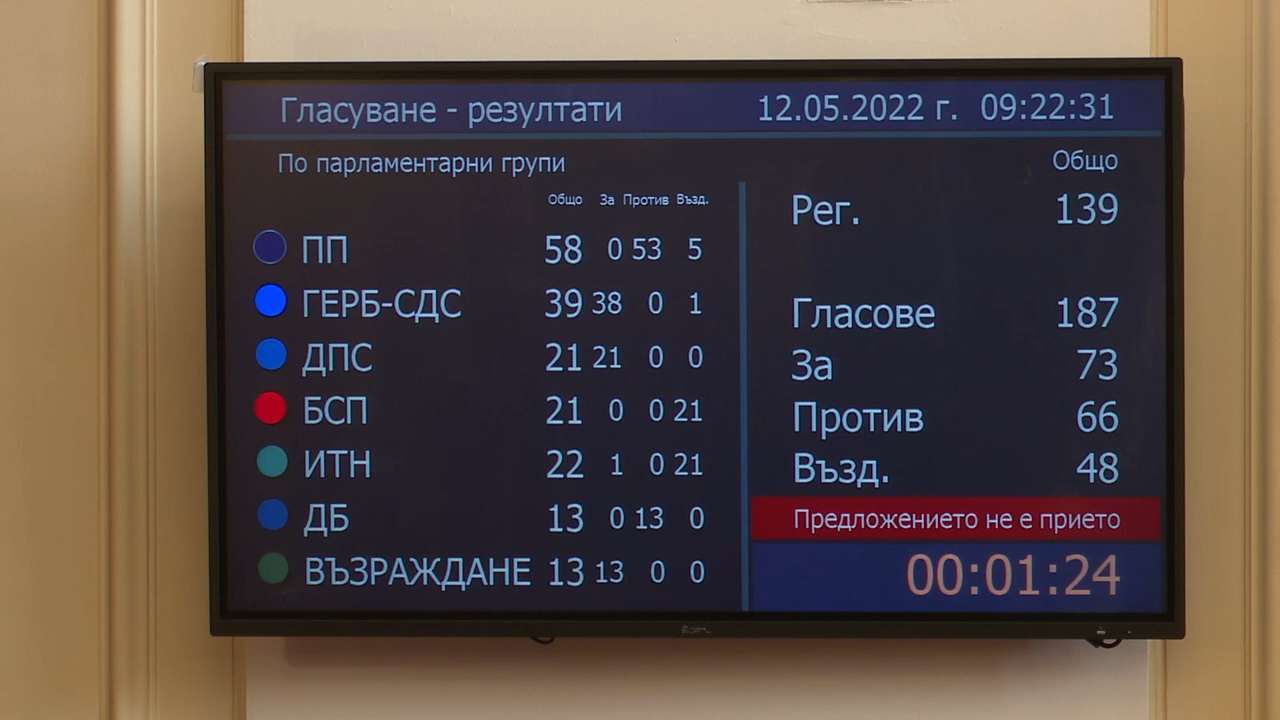 Гласуване - резултати 12.05.2022 г. 09:22:31
По парламентарни групи
Общо За Против Възд.
ПП 58 0 53 5
ГЕРБ-СДС 39 38 0 1
ДПС 21 21 0 0
БСП 21 0 0 21
ИТН 22 1 0 21
ДБ 13 0 13 0
ВЪЗРАЖДАНЕ 13 13 0 0
Общо
Рег. 139
Гласове 187
За 73
Против 66
Възд. 48
Предложението не е прието
00:01:24